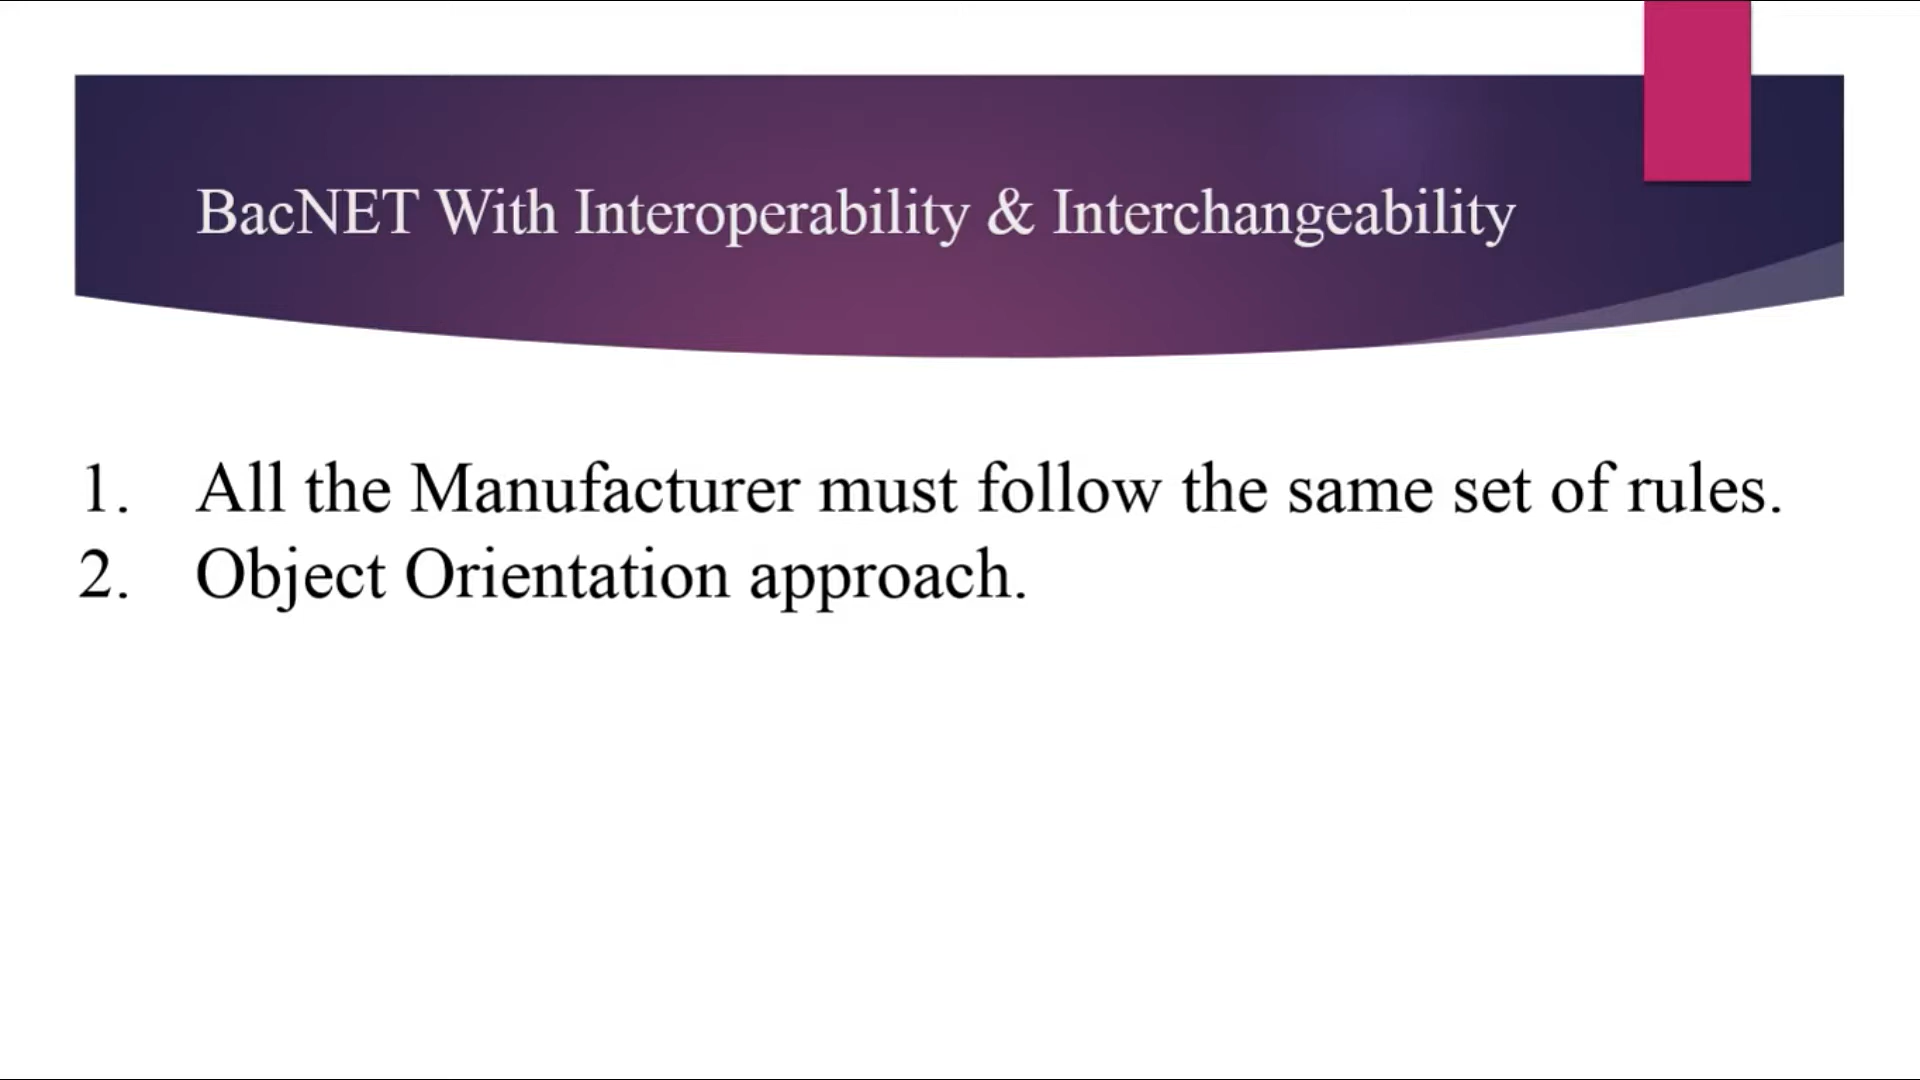 BacNET With Interoperability & Interchangeability
1. All the Manufacturer must follow the same set of rules.
2. Object Orientation approach.